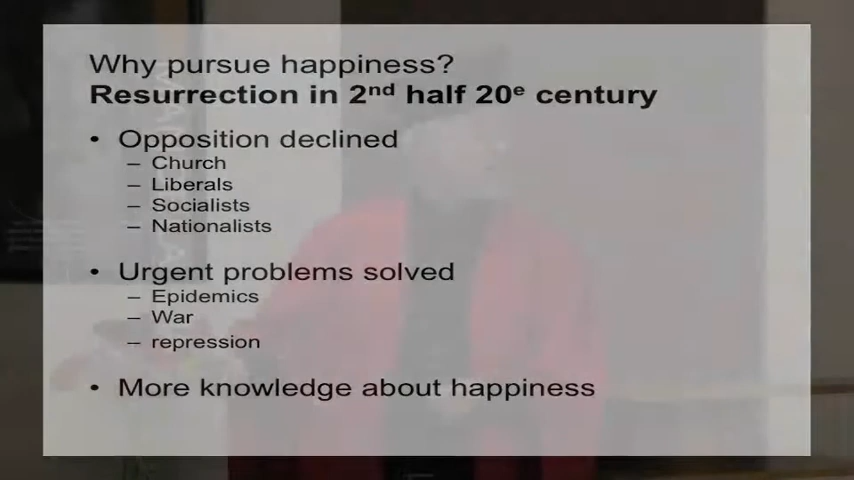 Why pursue happiness?
Resurrection in 2nd half 20e century
• Opposition declined
– Church
– Liberals
– Socialists
– Nationalists
• Urgent problems solved
– Epidemics
– War
– repression
• More knowledge about happiness